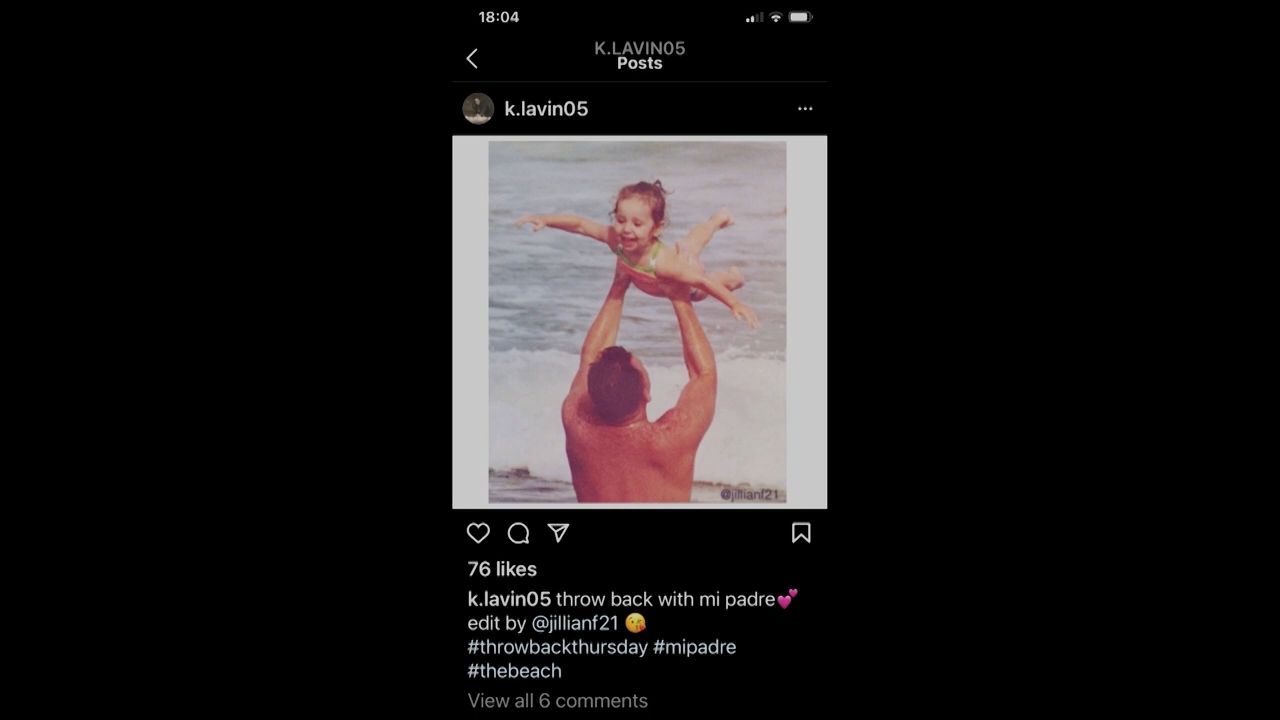 18:04
K.LAVIN05
Posts
k.lavin05
@jillianf21
76 likes
k.lavin05 throw back with mi padre💕
edit by @jillianf21 😘
#throwbackthursday #mipadre
#thebeach
View all 6 comments